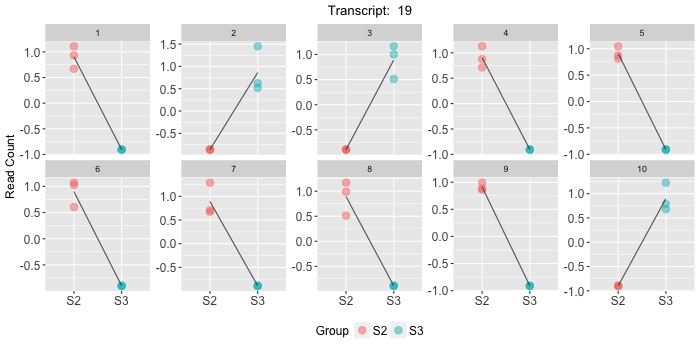 Transcript: 19
Read Count
1 2 3 4 5
1.0 1.5 1.0 1.0 1.0
0.5 1.0 0.5 0.5 0.5
0.0 0.5 0.0 0.0 0.0
-0.5 0.0 -0.5 -0.5 -0.5
-1.0 -0.5 -1.0 -1.0
6 7 8 9 10
1.0 1.0 1.0 1.0 1.0
0.5 0.5 0.5 0.5 0.5
0.0 0.0 0.0 0.0 0.0
-0.5 -0.5 -0.5 -0.5 -0.5
-1.0 -1.0
S2 S3 S2 S3 S2 S3 S2 S3 S2 S3
Group S2 S3